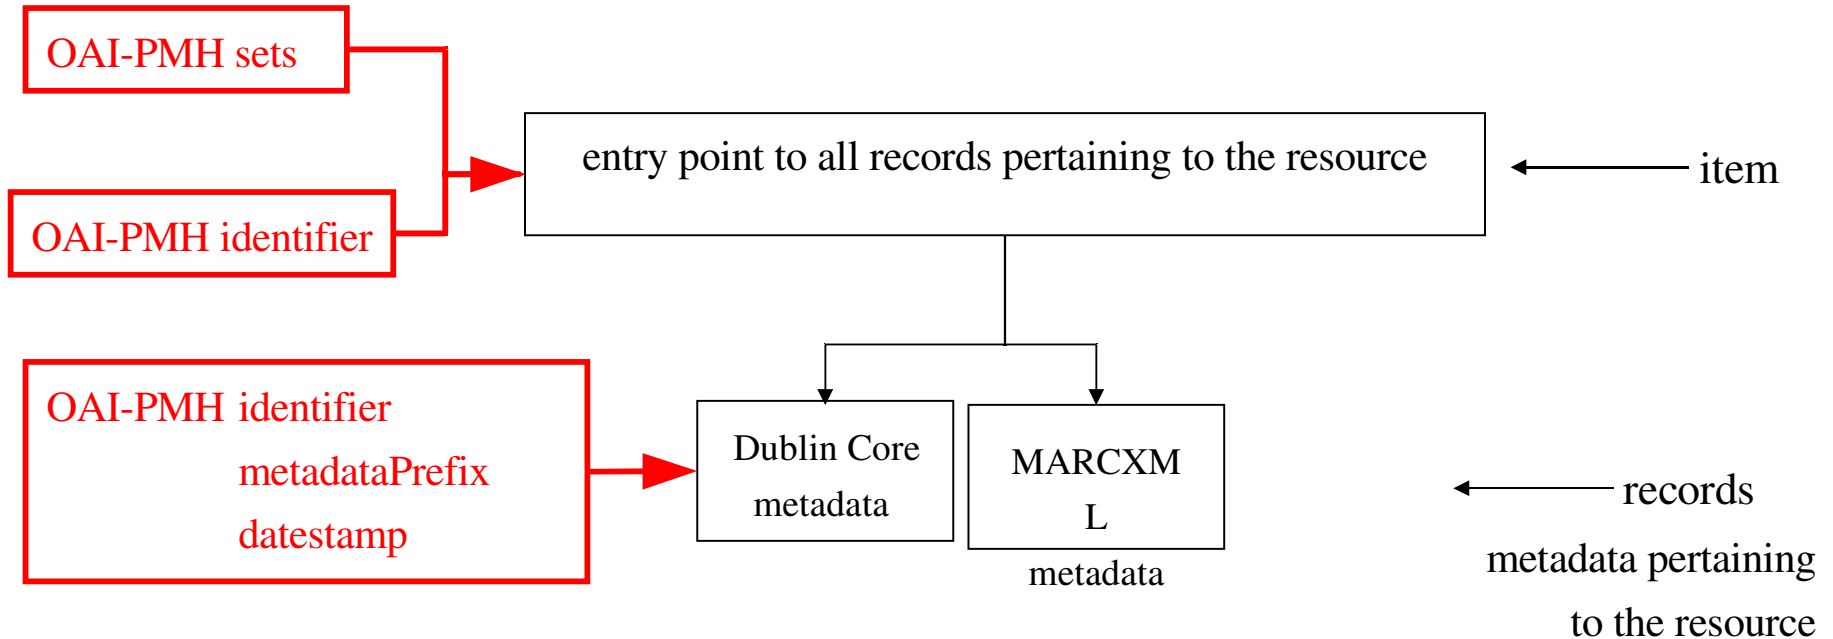 OAI-PMH sets
entry point to all records pertaining to the resource
item
OAI-PMH identifier
OAI-PMH identifier
metadataPrefix
datestamp
Dublin Core
metadata
MARCXM
L
metadata
records
metadata pertaining
to the resource